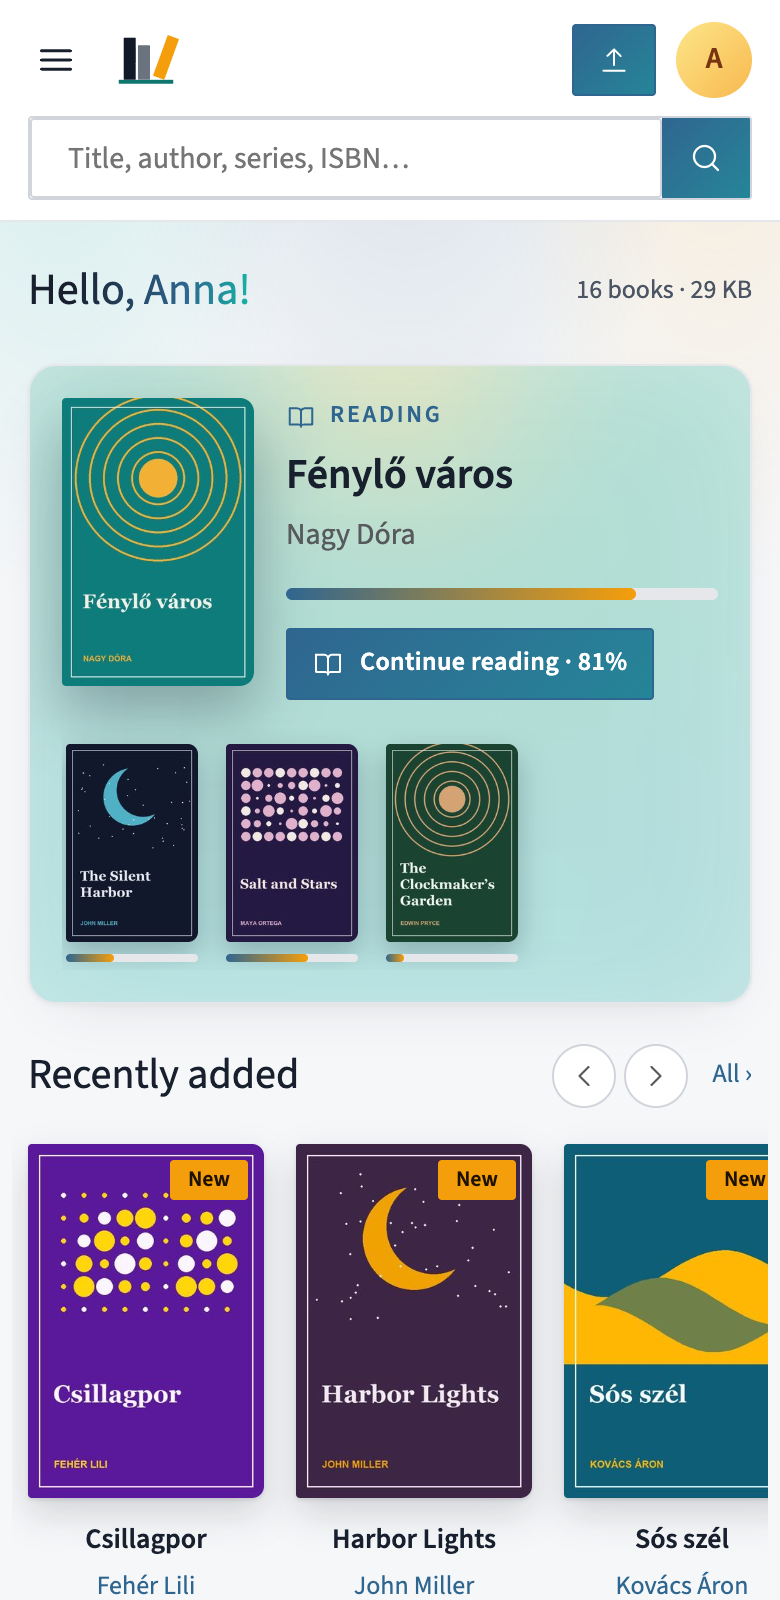 A
Title, author, series, ISBN…
Hello, Anna!
16 books · 29 KB
Fénylő város
NAGY DÓRA
READING
Fénylő város
Nagy Dóra
Continue reading · 81%
The Silent
Harbor
JOHN MILLER
Salt and Stars
MAYA ORTEGA
The
Clockmaker’s
Garden
EDWIN PRYCE
Recently added
All ›
New
Csillagpor
FEHÉR LILI
New
Harbor Lights
JOHN MILLER
New
Sós szél
KOVÁCS ÁRON
Csillagpor
Fehér Lili
Harbor Lights
John Miller
Sós szél
Kovács Áron